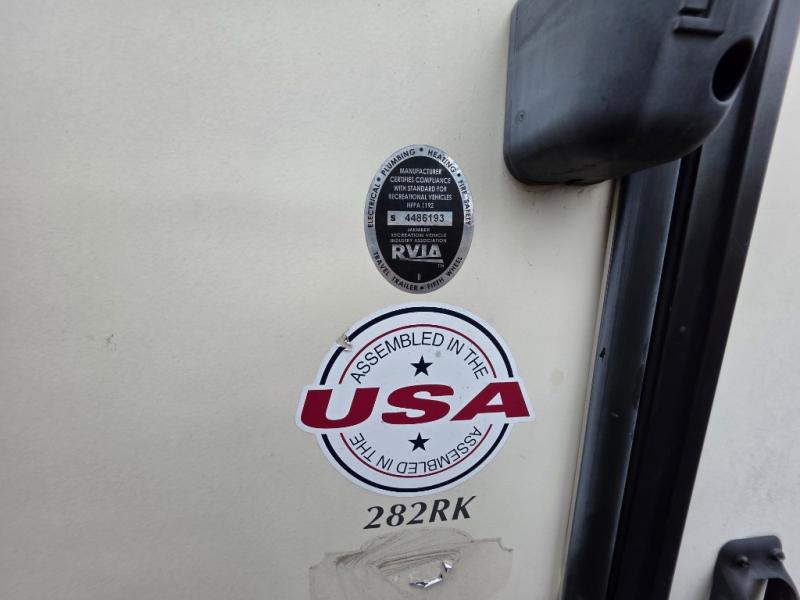 ELECTRICAL • PLUMBING • HEATING • FIRE SAFETY
MANUFACTURER
CERTIFIES COMPLIANCE
WITH STANDARD FOR
RECREATIONAL VEHICLES
NFPA 1192
S 4486193
MEMBER
RECREATION VEHICLE
INDUSTRY ASSOCIATION
RVIA
TRAVEL TRAILER • FIFTH WHEEL
ASSEMBLED IN THE
USA
ASSEMBLED IN THE
282RK